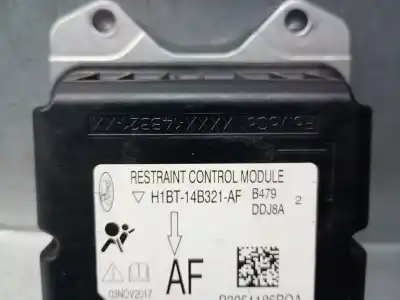 RESTRAINT CONTROL MODULE
H1BT-14B321-AF B479 2
DDJ8A
AF
03NOV2017